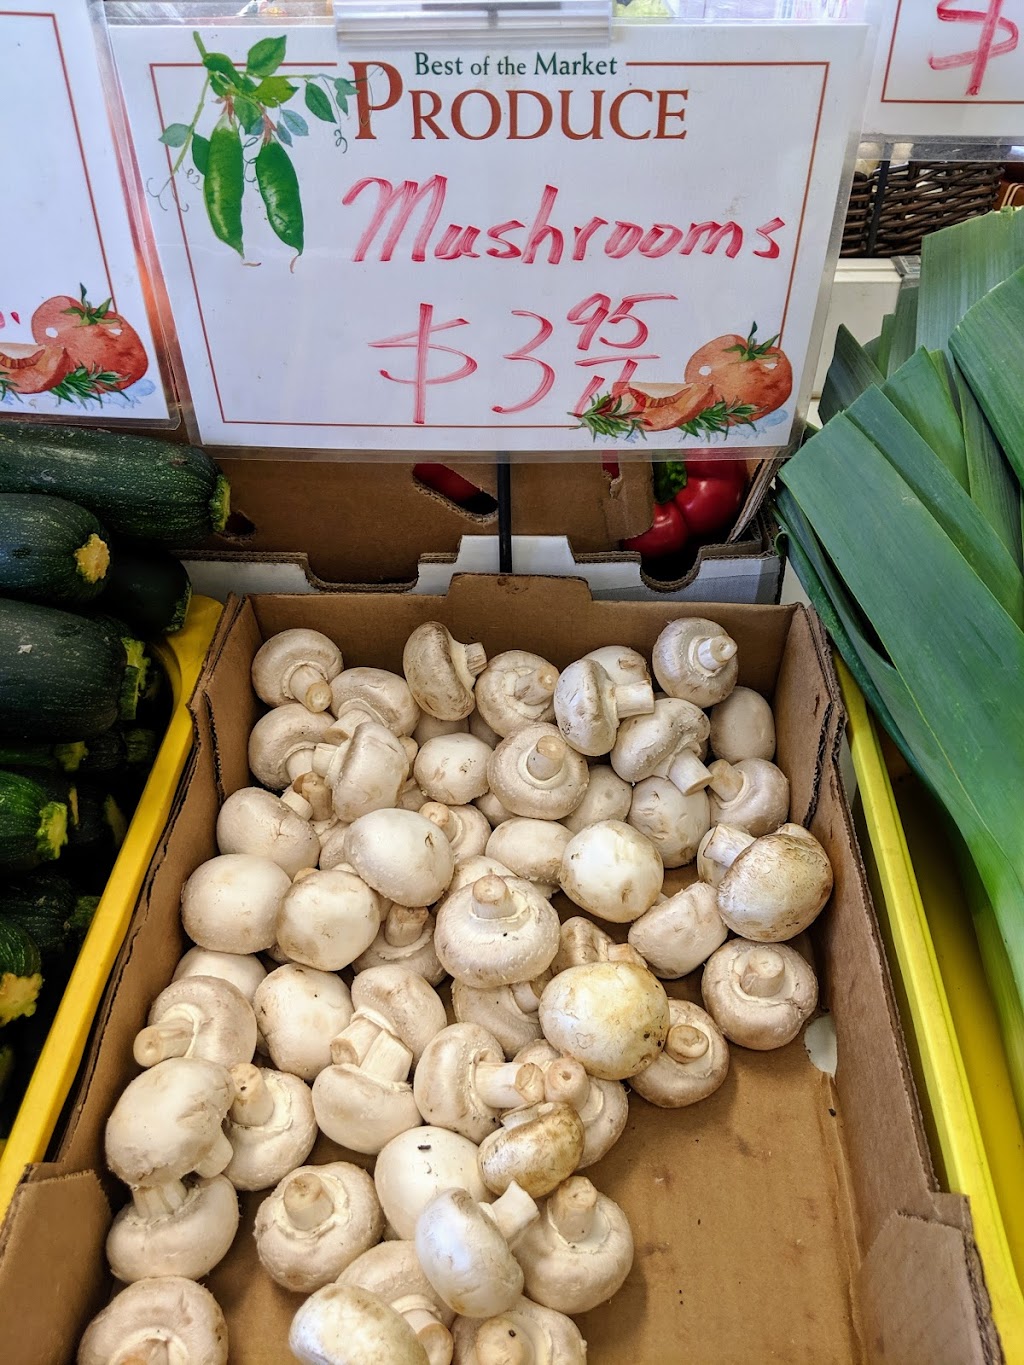 Best of the Market
PRODUCE
Mushrooms
$3 95
lb
$